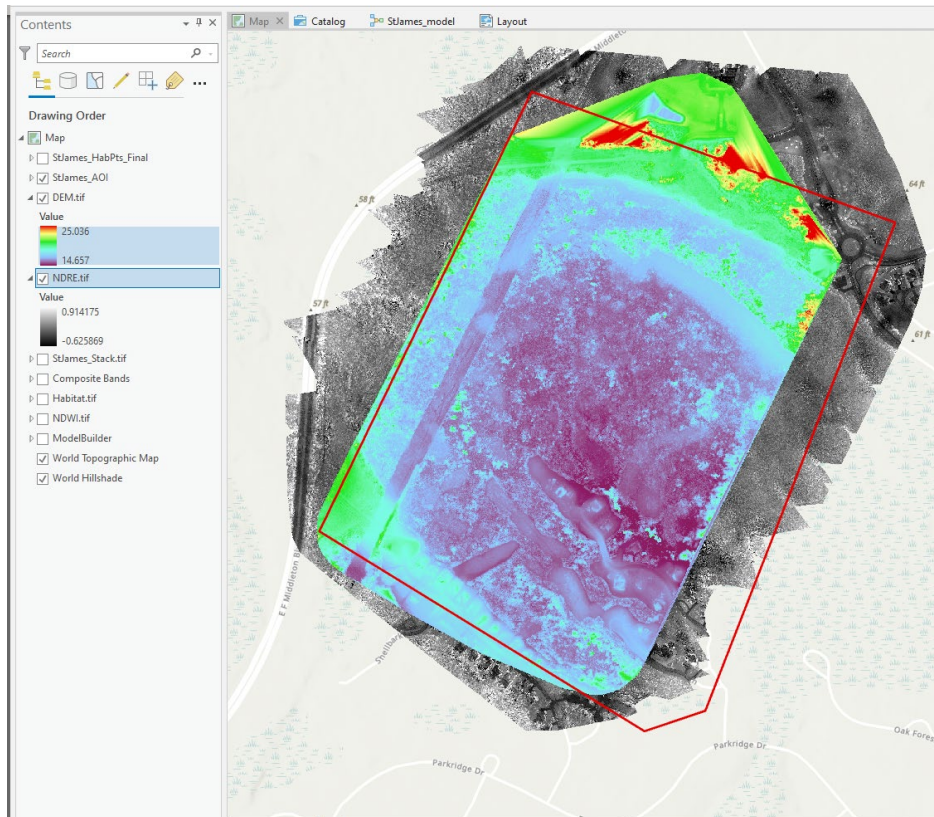 Contents
Search
Drawing Order
Map
StJames_HabPts_Final
StJames_AOI
DEM.tif
Value
25.036
14.657
NDRE.tif
Value
0.914175
-0.625869
StJames_Stack.tif
Composite Bands
Habitat.tif
NDWI.tif
ModelBuilder
World Topographic Map
World Hillshade
Map
Catalog
StJames_model
Layout
Middleton
64 ft
58 ft
57 ft
61 ft
E F Middleton Bl
Oak Fores
Parkridge Dr
Parkridge Dr